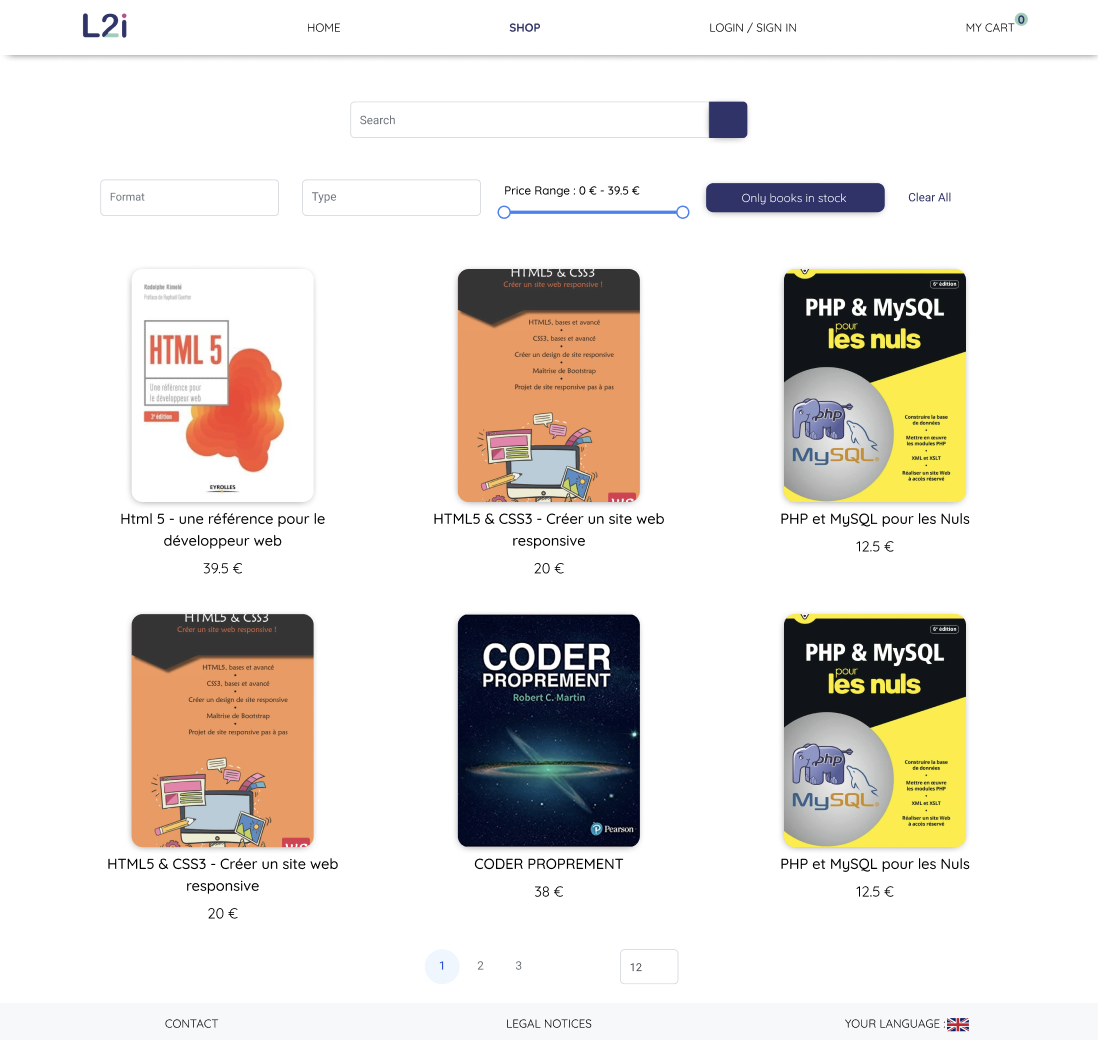 L2i
HOME
SHOP
LOGIN / SIGN IN
MY CART
0
Search
Format
Type
Price Range : 0 € - 39.5 €
Only books in stock
Clear All
Rodolphe Rimelé
Préface de Raphaël Goetter
HTML 5
Une référence pour
le développeur web
2e édition
EYROLLES
HTML5 & CSS3
Créer un site web responsive !
HTML5, bases et avancé
CSS3, bases et avancé
Créer un design de site responsive
Maîtrise de Bootstrap
Projet de site responsive pas à pas
6e édition
PHP & MySQL
pour
les nuls
php
MySQL
Construire la base
de données
Mettre en œuvre
les modules PHP
XML et XSLT
Réaliser un site Web
à accès réservé
Html 5 - une référence pour le
développeur web
39.5 €
HTML5 & CSS3 - Créer un site web
responsive
20 €
PHP et MySQL pour les Nuls
12.5 €
HTML5 & CSS3
Créer un site web responsive !
HTML5, bases et avancé
CSS3, bases et avancé
Créer un design de site responsive
Maîtrise de Bootstrap
Projet de site responsive pas à pas
CODER
PROPREMENT
Robert C. Martin
Pearson
6e édition
PHP & MySQL
pour
les nuls
php
MySQL
Construire la base
de données
Mettre en œuvre
les modules PHP
XML et XSLT
Réaliser un site Web
à accès réservé
HTML5 & CSS3 - Créer un site web
responsive
20 €
CODER PROPREMENT
38 €
PHP et MySQL pour les Nuls
12.5 €
1 2 3
12
CONTACT
LEGAL NOTICES
YOUR LANGUAGE :